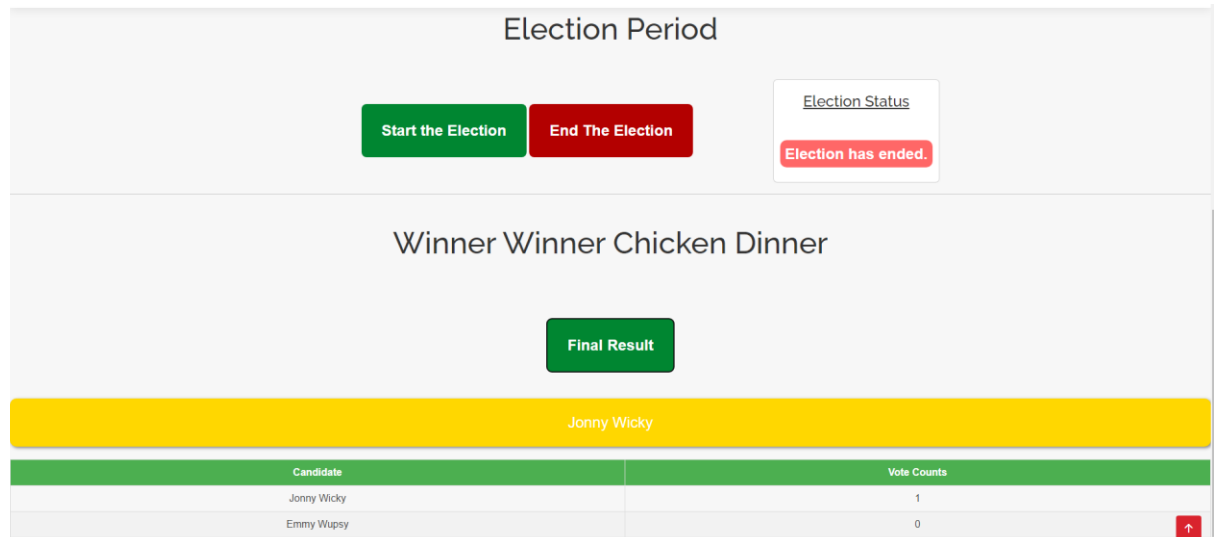 Election Period
Election Status
Start the Election End The Election
Election has ended.
Winner Winner Chicken Dinner
Final Result
Jonny Wicky
Candidate Vote Counts
Jonny Wicky 1
Emmy Wupsy 0